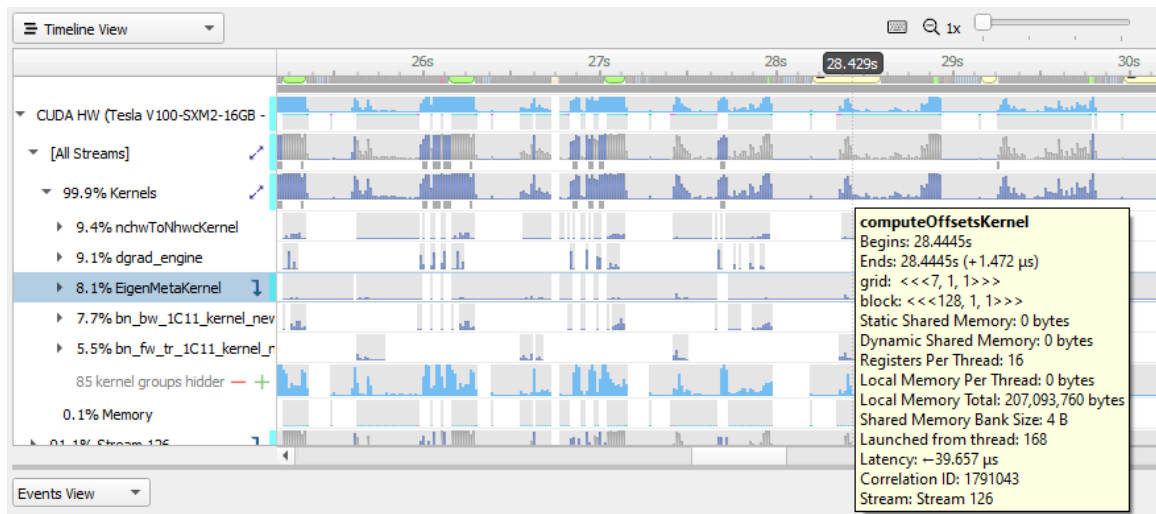 Timeline View
1x
26s 27s 28s 28.429s 29s 30s
CUDA HW (Tesla V100-SXM2-16GB -
[All Streams]
99.9% Kernels
9.4% nchwToNhwcKernel
9.1% dgrad_engine
8.1% EigenMetaKernel
7.7% bn_bw_1C11_kernel_new
5.5% bn_fw_tr_1C11_kernel_n
85 kernel groups hidden
0.1% Memory
91.1% Stream 126
computeOffsetsKernel
Begins: 28.4445s
Ends: 28.4445s (+1.472 μs)
grid: <<<7, 1, 1>>>
block: <<<128, 1, 1>>>
Static Shared Memory: 0 bytes
Dynamic Shared Memory: 0 bytes
Registers Per Thread: 16
Local Memory Per Thread: 0 bytes
Local Memory Total: 207,093,760 bytes
Shared Memory Bank Size: 4 B
Launched from thread: 168
Latency: ←39.657 μs
Correlation ID: 1791043
Stream: Stream 126
Events View